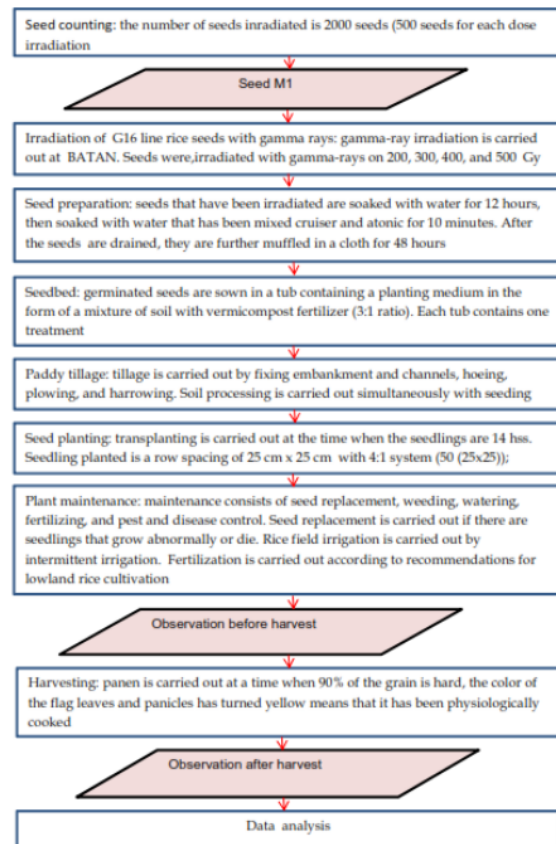 Seed counting: the number of seeds inradiated is 2000 seeds (500 seeds for each dose
irradiation
Seed M1
Irradiation of G16 line rice seeds with gamma rays: gamma-ray irradiation is carried
out at BATAN. Seeds were,irradiated with gamma-rays on 200, 300, 400, and 500 Gy
Seed preparation: seeds that have been irradiated are soaked with water for 12 hours,
then soaked with water that has been mixed cruiser and atonic for 10 minutes. After
the seeds are drained, they are further muffled in a cloth for 48 hours
Seedbed: germinated seeds are sown in a tub containing a planting medium in the
form of a mixture of soil with vermicompost fertilizer (3:1 ratio). Each tub contains one
treatment
Paddy tillage: tillage is carried out by fixing embankment and channels, hoeing,
plowing, and harrowing. Soil processing is carried out simultaneously with seeding
Seed planting: transplanting is carried out at the time when the seedlings are 14 hss.
Seedling planted is a row spacing of 25 cm x 25 cm with 4:1 system (50 (25x25));
Plant maintenance: maintenance consists of seed replacement, weeding, watering,
fertilizing, and pest and disease control. Seed replacement is carried out if there are
seedlings that grow abnormally or die. Rice field irrigation is carried out by
intermittent irrigation. Fertilization is carried out according to recommendations for
lowland rice cultivation
Observation before harvest
Harvesting: panen is carried out at a time when 90% of the grain is hard, the color of
the flag leaves and panicles has turned yellow means that it has been physiologically
cooked
Observation after harvest
Data analysis